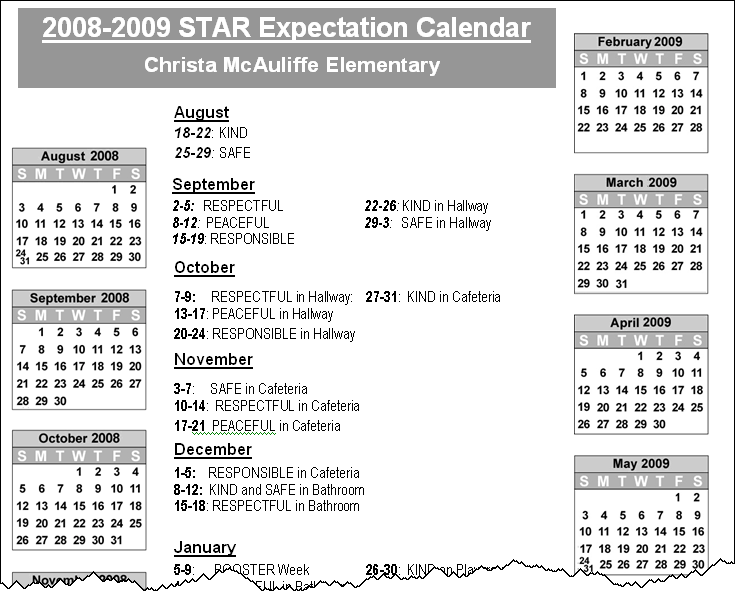 2008-2009 STAR Expectation Calendar
Christa McAuliffe Elementary
August
18-22: KIND
25-29: SAFE
September
2-5: RESPECTFUL 22-26: KIND in Hallway
8-12: PEACEFUL 29-3: SAFE in Hallway
15-19: RESPONSIBLE
October
7-9: RESPECTFUL in Hallway: 27-31: KIND in Cafeteria
13-17: PEACEFUL in Hallway
20-24: RESPONSIBLE in Hallway
November
3-7: SAFE in Cafeteria
10-14: RESPECTFUL in Cafeteria
17-21 PEACEFUL in Cafeteria
December
1-5: RESPONSIBLE in Cafeteria
8-12: KIND and SAFE in Bathroom
15-18: RESPECTFUL in Bathroom
January
5-9: BOOSTER Week 26-30: KIND on
August 2008
S M T W T F S
1 2
3 4 5 6 7 8 9
10 11 12 13 14 15 16
17 18 19 20 21 22 23
24 31 25 26 27 28 29 30
September 2008
S M T W T F S
1 2 3 4 5 6
7 8 9 10 11 12 13
14 15 16 17 18 19 20
21 22 23 24 25 26 27
28 29 30
October 2008
S M T W T F S
1 2 3 4
5 6 7 8 9 10 11
12 13 14 15 16 17 18
19 20 21 22 23 24 25
26 27 28 29 30 31
November 2008
February 2009
S M T W T F S
1 2 3 4 5 6 7
8 9 10 11 12 13 14
15 16 17 18 19 20 21
22 23 24 25 26 27 28
March 2009
S M T W T F S
1 2 3 4 5 6 7
8 9 10 11 12 13 14
15 16 17 18 19 20 21
22 23 24 25 26 27 28
29 30 31
April 2009
S M T W T F S
1 2 3 4
5 6 7 8 9 10 11
12 13 14 15 16 17 18
19 20 21 22 23 24 25
26 27 28 29 30
May 2009
S M T W T F S
1 2
3 4 5 6 7 8 9
10 11 12 13 14 15 16
17 18 19 20 21 22 23
24 31 25 26 27 28 29 30